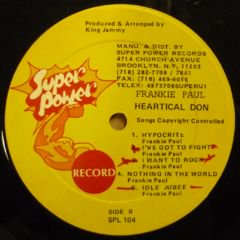 Produced & Arranged by
King Jammy
MANU. & DIST. BY
SUPER POWER RECORDS
4714 CHURCH AVENUE
BROOKLYN, N.Y., 11203
(718) 282-7709 / 7842
FAX: (718) 469-6056
TELEX: 4973708SUPERUI
FRANKIE PAUL
HEARTICAL DON
Songs Copyright Controlled
Super Power
RECORD
1. HYPOCRITE
Frankie Paul
2. I'VE GOT TO FIGHT
Frankie Paul
3. I WANT TO ROCK
Frankie Paul
4. NOTHING IN THE WORLD
Frankie Paul
5. IDLE JUBEE
Frankie Paul
SIDE B
SPL 104